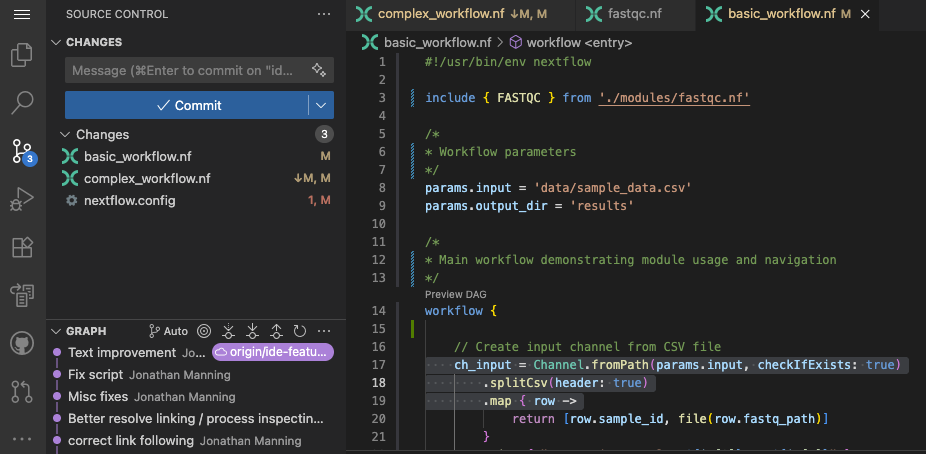 SOURCE CONTROL
CHANGES
Message (⌘Enter to commit on "id...
Commit
Changes 3
basic_workflow.nf M
complex_workflow.nf ↓M, M
nextflow.config 1, M
3
GRAPH Auto
Text improvement Jo... origin/ide-featu...
Fix script Jonathan Manning
Misc fixes Jonathan Manning
Better resolve linking / process inspectin...
correct link following Jonathan Manning
complex_workflow.nf ↓M, M fastqc.nf basic_workflow.nf M
basic_workflow.nf > workflow <entry>
1 #!/usr/bin/env nextflow
2
3 include { FASTQC } from './modules/fastqc.nf'
4
5 /*
6 * Workflow parameters
7 */
8 params.input = 'data/sample_data.csv'
9 params.output_dir = 'results'
10
11 /*
12 * Main workflow demonstrating module usage and navigation
13 */
Preview DAG
14 workflow {
15
16 // Create input channel from CSV file
17 ch_input = Channel.fromPath(params.input, checkIfExists: true)
18 .splitCsv(header: true)
19 .map { row ->
20 return [row.sample_id, file(row.fastq_path)]
21 }